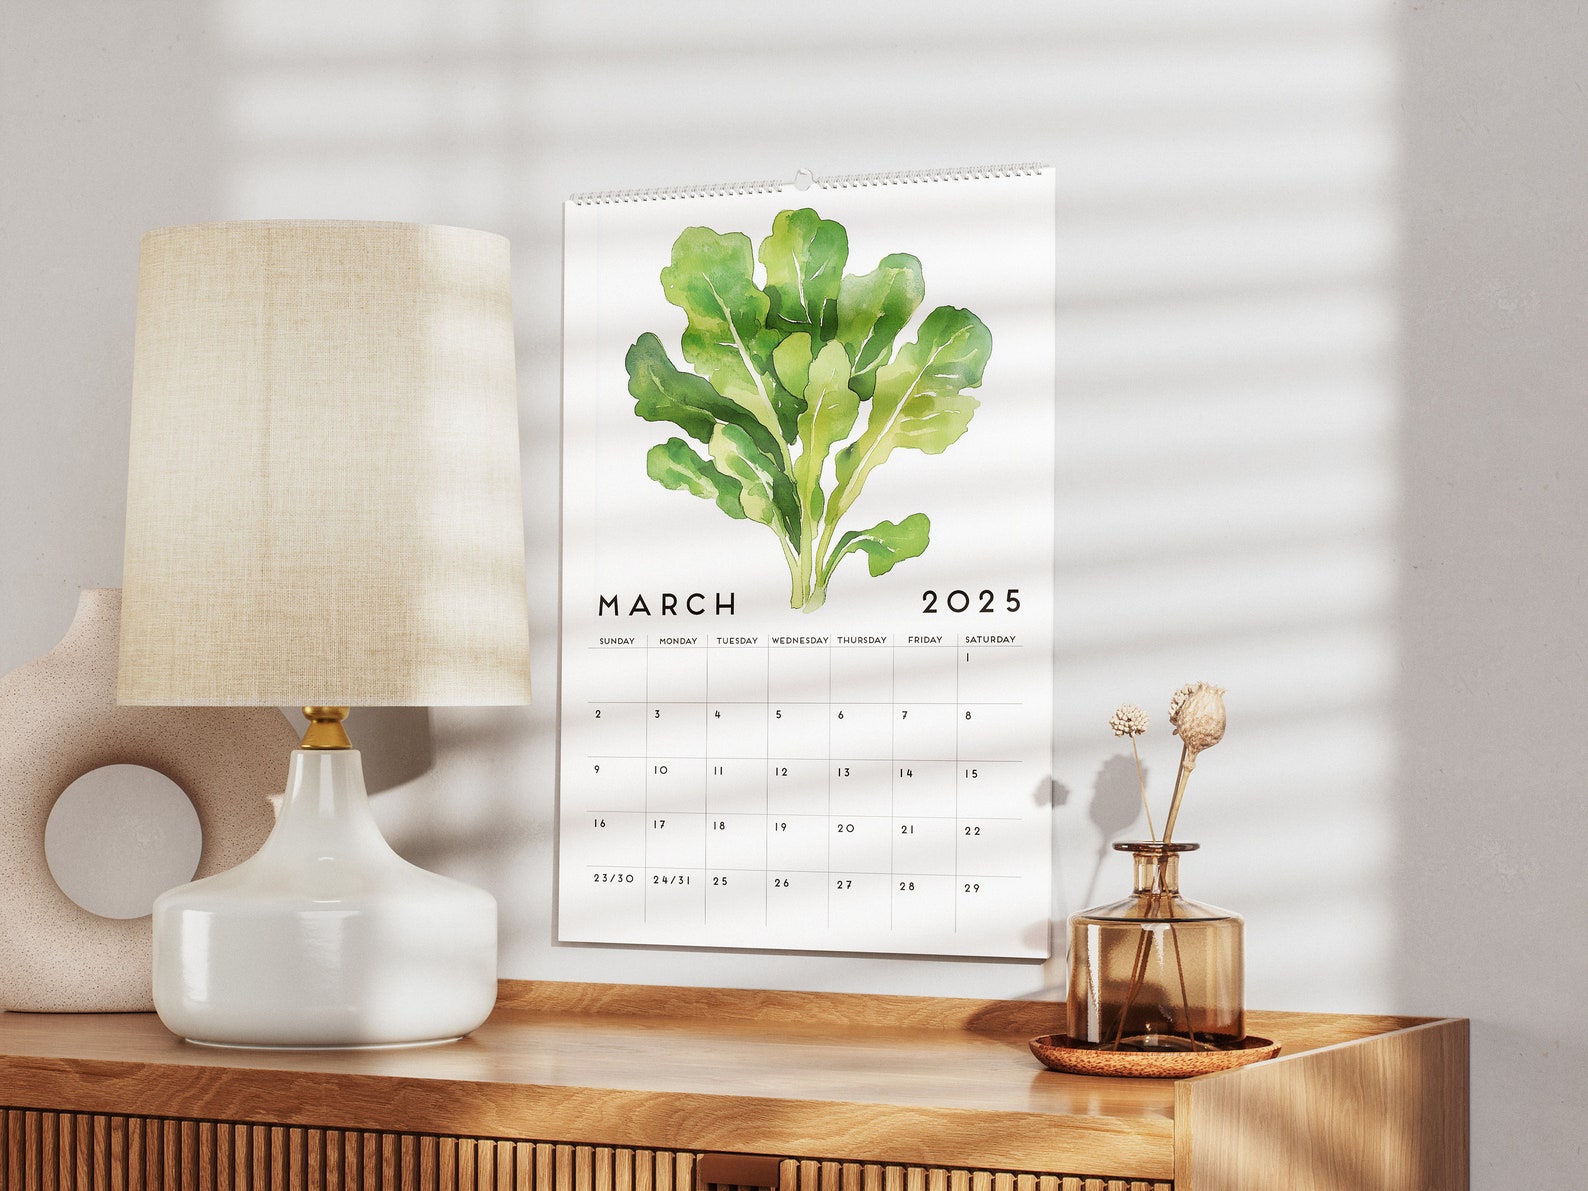 MARCH 2025
SUNDAY MONDAY TUESDAY WEDNESDAY THURSDAY FRIDAY SATURDAY
1
2 3 4 5 6 7 8
9 10 11 12 13 14 15
16 17 18 19 20 21 22
23/30 24/31 25 26 27 28 29